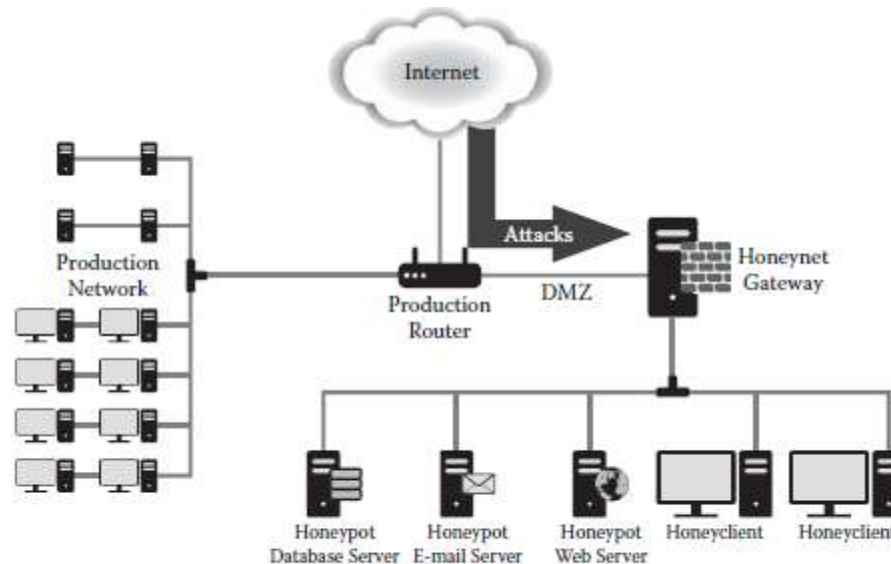 Internet
Attacks
Production
Network
Production
Router
DMZ
Honeynet
Gateway
Honeypot
Database Server
Honeypot
E-mail Server
Honeypot
Web Server
Honeyclient
Honeyclient